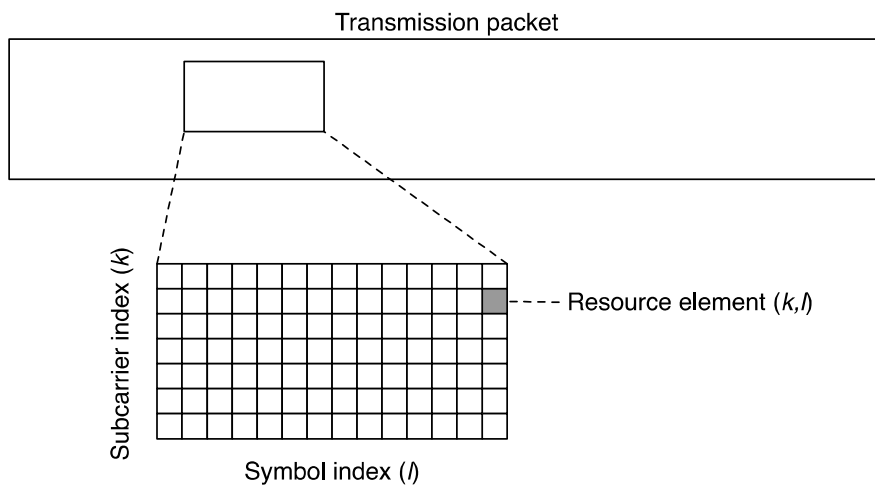 Transmission packet
Subcarrier index (k)
Resource element (k,l)
Symbol index (l)